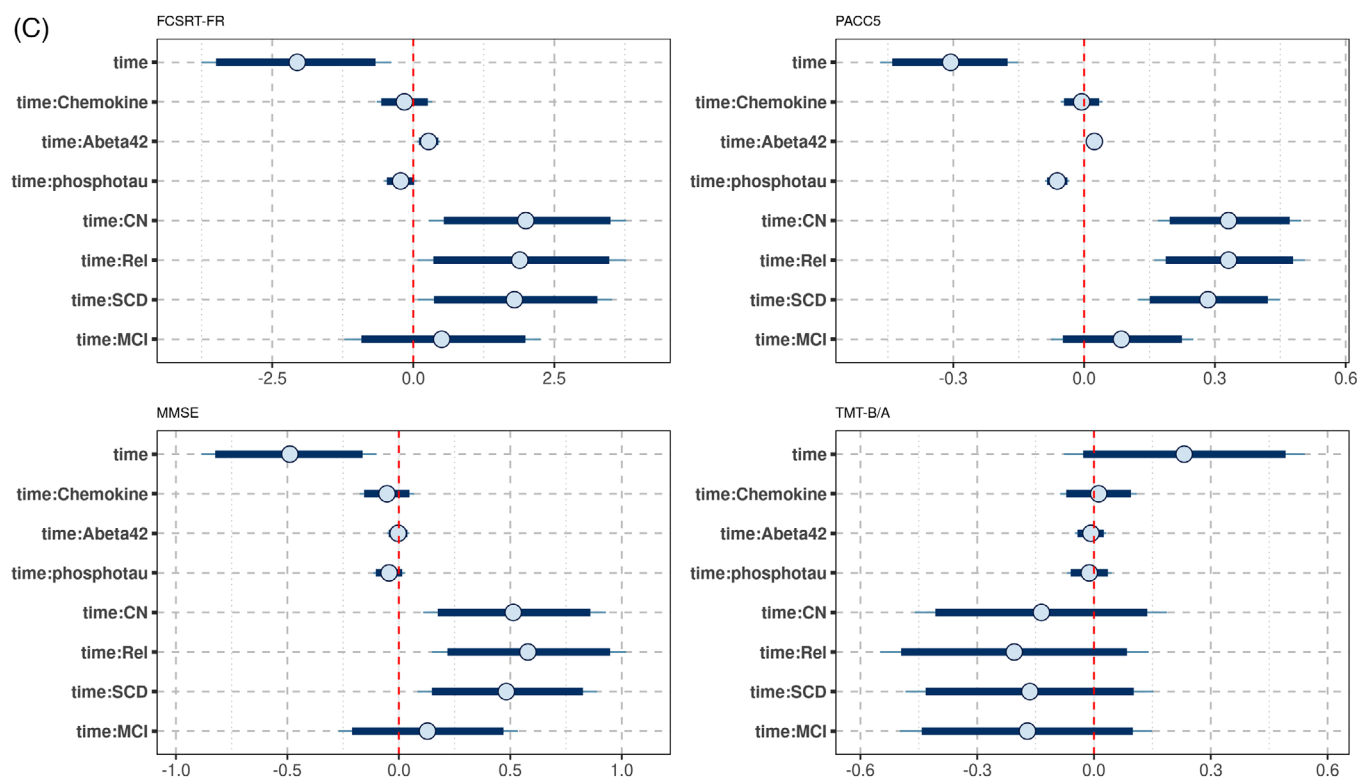 (C)
FCSRT-FR
time
time:Chemokine
time:Abeta42
time:phosphotau
time:CN
time:Rel
time:SCD
time:MCI
-2.5 0.0 2.5
PACC5
time
time:Chemokine
time:Abeta42
time:phosphotau
time:CN
time:Rel
time:SCD
time:MCI
-0.3 0.0 0.3 0.6
MMSE
time
time:Chemokine
time:Abeta42
time:phosphotau
time:CN
time:Rel
time:SCD
time:MCI
-1.0 -0.5 0.0 0.5 1.0
TMT-B/A
time
time:Chemokine
time:Abeta42
time:phosphotau
time:CN
time:Rel
time:SCD
time:MCI
-0.6 -0.3 0.0 0.3 0.6